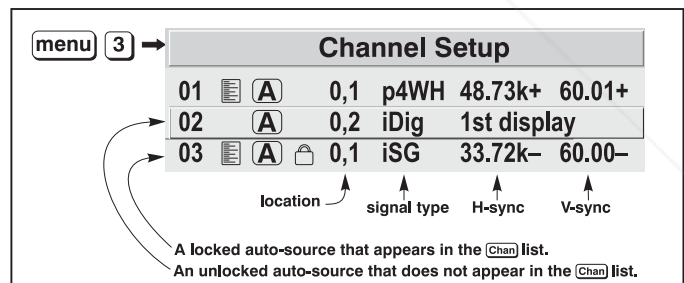 menu 3 Channel Setup
01 A 0,1 p4WH 48.73k+ 60.01+
02 A 0,2 iDig 1st display
03 A 0,1 iSG 33.72k– 60.00–
location signal type H-sync V-sync
A locked auto-source that appears in the Chan list.
An unlocked auto-source that does not appear in the Chan list.